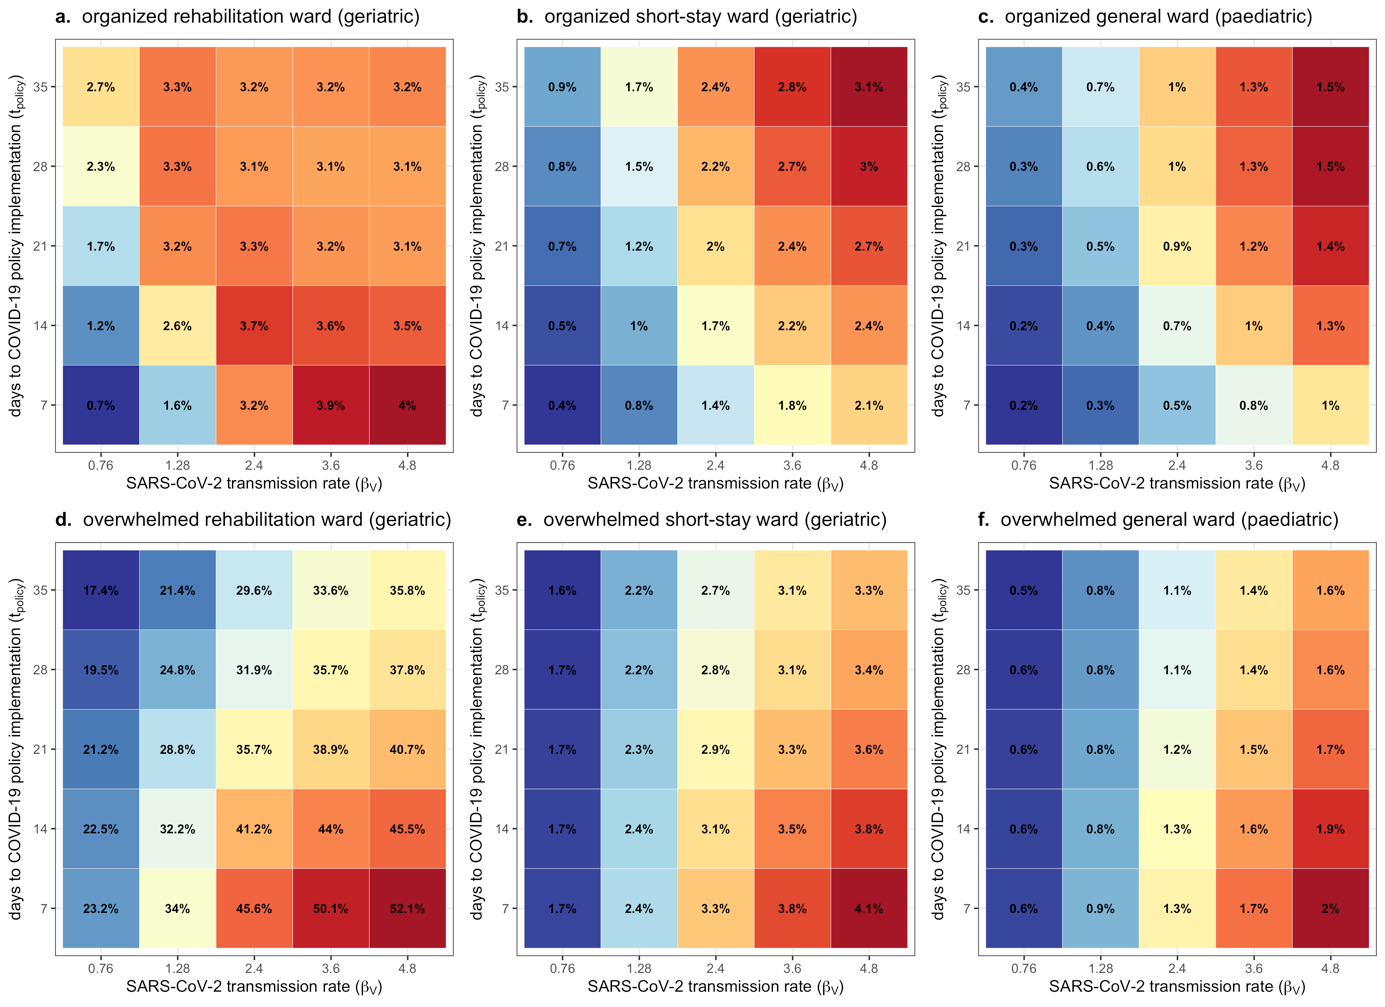 a. organized rehabilitation ward (geriatric)
b. organized short-stay ward (geriatric)
c. organized general ward (paediatric)
days to COVID-19 policy implementation (tpolicy)
35 2.7% 3.3% 3.2% 3.2% 3.2%
28 2.3% 3.3% 3.1% 3.1% 3.1%
21 1.7% 3.2% 3.3% 3.2% 3.1%
14 1.2% 2.6% 3.7% 3.6% 3.5%
7 0.7% 1.6% 3.2% 3.9% 4%
0.76 1.28 2.4 3.6 4.8
SARS-CoV-2 transmission rate (βV)
days to COVID-19 policy implementation (tpolicy)
35 0.9% 1.7% 2.4% 2.8% 3.1%
28 0.8% 1.5% 2.2% 2.7% 3%
21 0.7% 1.2% 2% 2.4% 2.7%
14 0.5% 1% 1.7% 2.2% 2.4%
7 0.4% 0.8% 1.4% 1.8% 2.1%
0.76 1.28 2.4 3.6 4.8
SARS-CoV-2 transmission rate (βV)
days to COVID-19 policy implementation (tpolicy)
35 0.4% 0.7% 1% 1.3% 1.5%
28 0.3% 0.6% 1% 1.3% 1.5%
21 0.3% 0.5% 0.9% 1.2% 1.4%
14 0.2% 0.4% 0.7% 1% 1.3%
7 0.2% 0.3% 0.5% 0.8% 1%
0.76 1.28 2.4 3.6 4.8
SARS-CoV-2 transmission rate (βV)
d. overwhelmed rehabilitation ward (geriatric)
e. overwhelmed short-stay ward (geriatric)
f. overwhelmed general ward (paediatric)
days to COVID-19 policy implementation (tpolicy)
35 17.4% 21.4% 29.6% 33.6% 35.8%
28 19.5% 24.8% 31.9% 35.7% 37.8%
21 21.2% 28.8% 35.7% 38.9% 40.7%
14 22.5% 32.2% 41.2% 44% 45.5%
7 23.2% 34% 45.6% 50.1% 52.1%
0.76 1.28 2.4 3.6 4.8
SARS-CoV-2 transmission rate (βV)
days to COVID-19 policy implementation (tpolicy)
35 1.6% 2.2% 2.7% 3.1% 3.3%
28 1.7% 2.2% 2.8% 3.1% 3.4%
21 1.7% 2.3% 2.9% 3.3% 3.6%
14 1.7% 2.4% 3.1% 3.5% 3.8%
7 1.7% 2.4% 3.3% 3.8% 4.1%
0.76 1.28 2.4 3.6 4.8
SARS-CoV-2 transmission rate (βV)
days to COVID-19 policy implementation (tpolicy)
35 0.5% 0.8% 1.1% 1.4% 1.6%
28 0.6% 0.8% 1.1% 1.4% 1.6%
21 0.6% 0.8% 1.2% 1.5% 1.7%
14 0.6% 0.8% 1.3% 1.6% 1.9%
7 0.6% 0.9% 1.3% 1.7% 2%
0.76 1.28 2.4 3.6 4.8
SARS-CoV-2 transmission rate (βV)